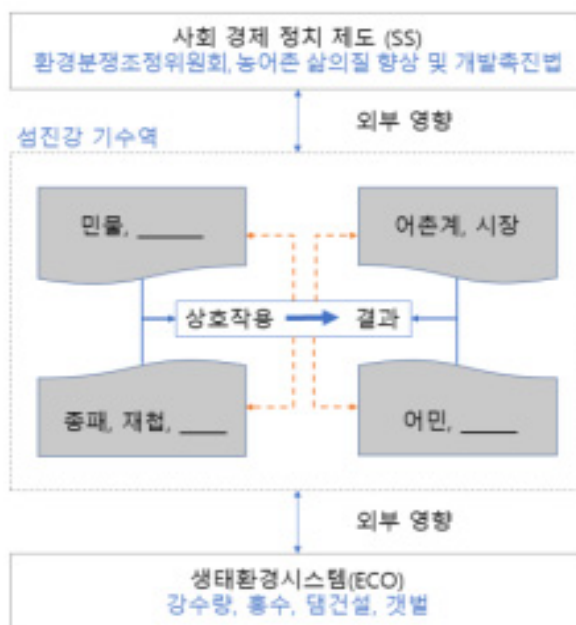 사회 경제 정치 제도 (SS)
환경분쟁조정위원회, 농어존 삶의질 향상 및 개발촉진법
외부 영향
섬진강 기수역
민물, ______
어촌계, 시장
상호작용 결과
종패, 재첩, ____
어민, _____
외부 영향
생태환경시스템(ECO)
강수량, 홍수, 댐건설, 갯벌